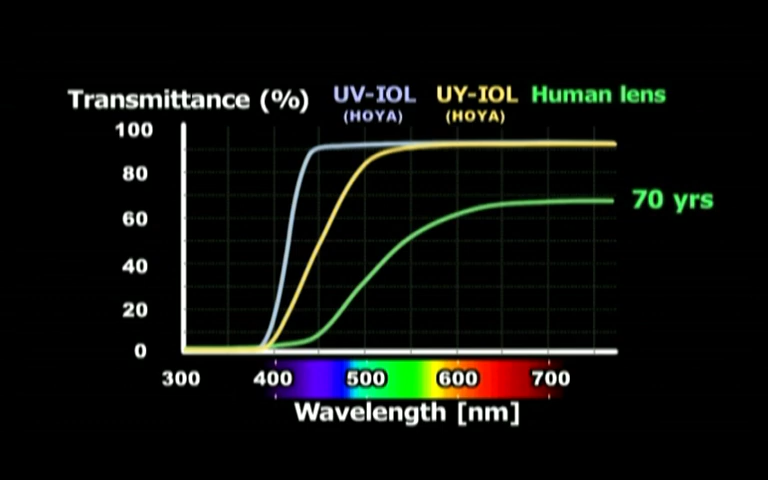 Transmittance (%) UV-IOL UY-IOL Human lens
(HOYA) (HOYA)
100
80
60
40
20
0
70 yrs
300 400 500 600 700
Wavelength [nm]